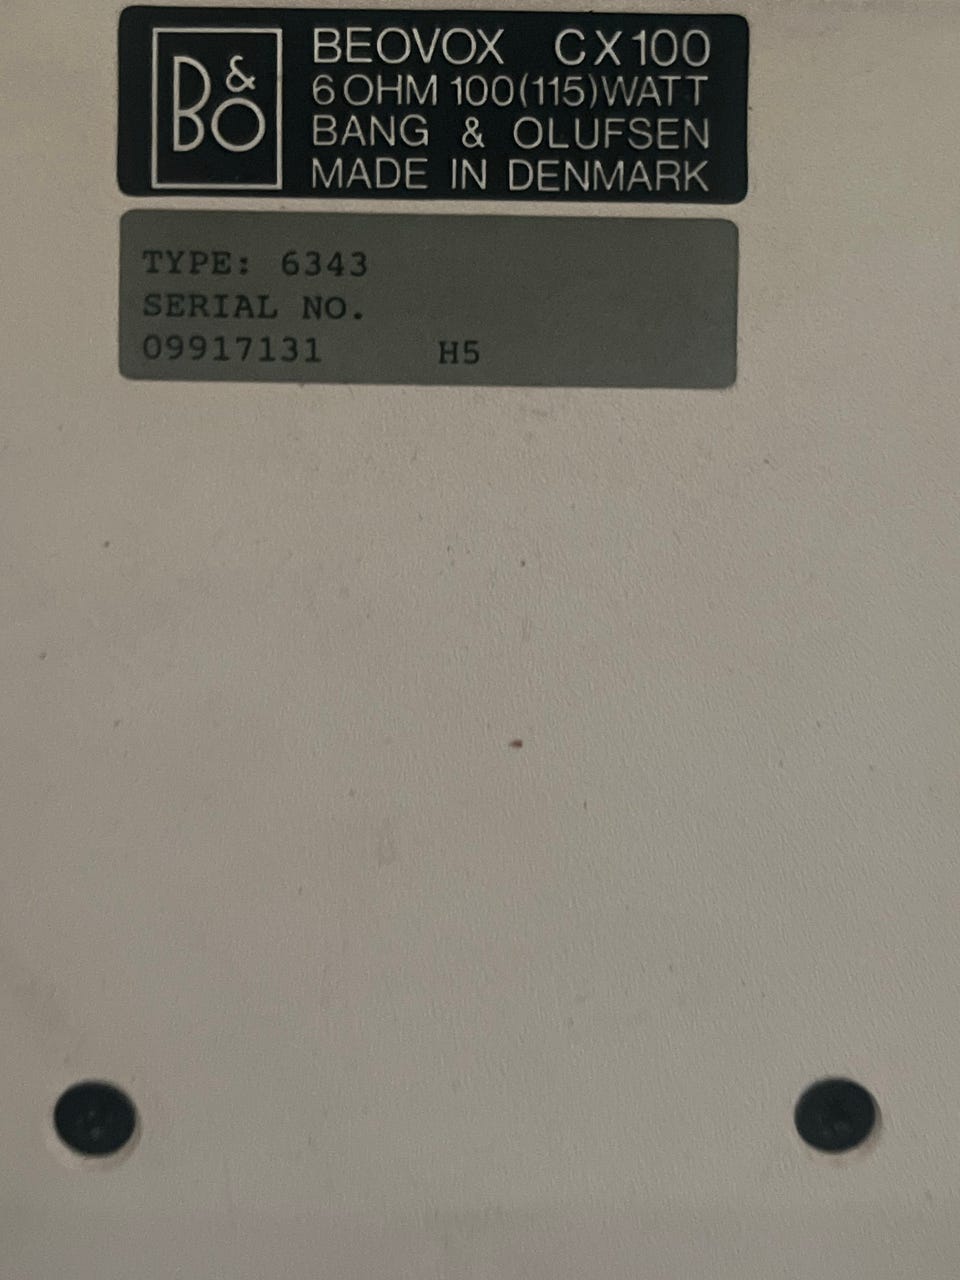 B&O
BEOVOX CX100
6 OHM 100(115)WATT
BANG & OLUFSEN
MADE IN DENMARK
TYPE: 6343
SERIAL NO.
09917131 H5